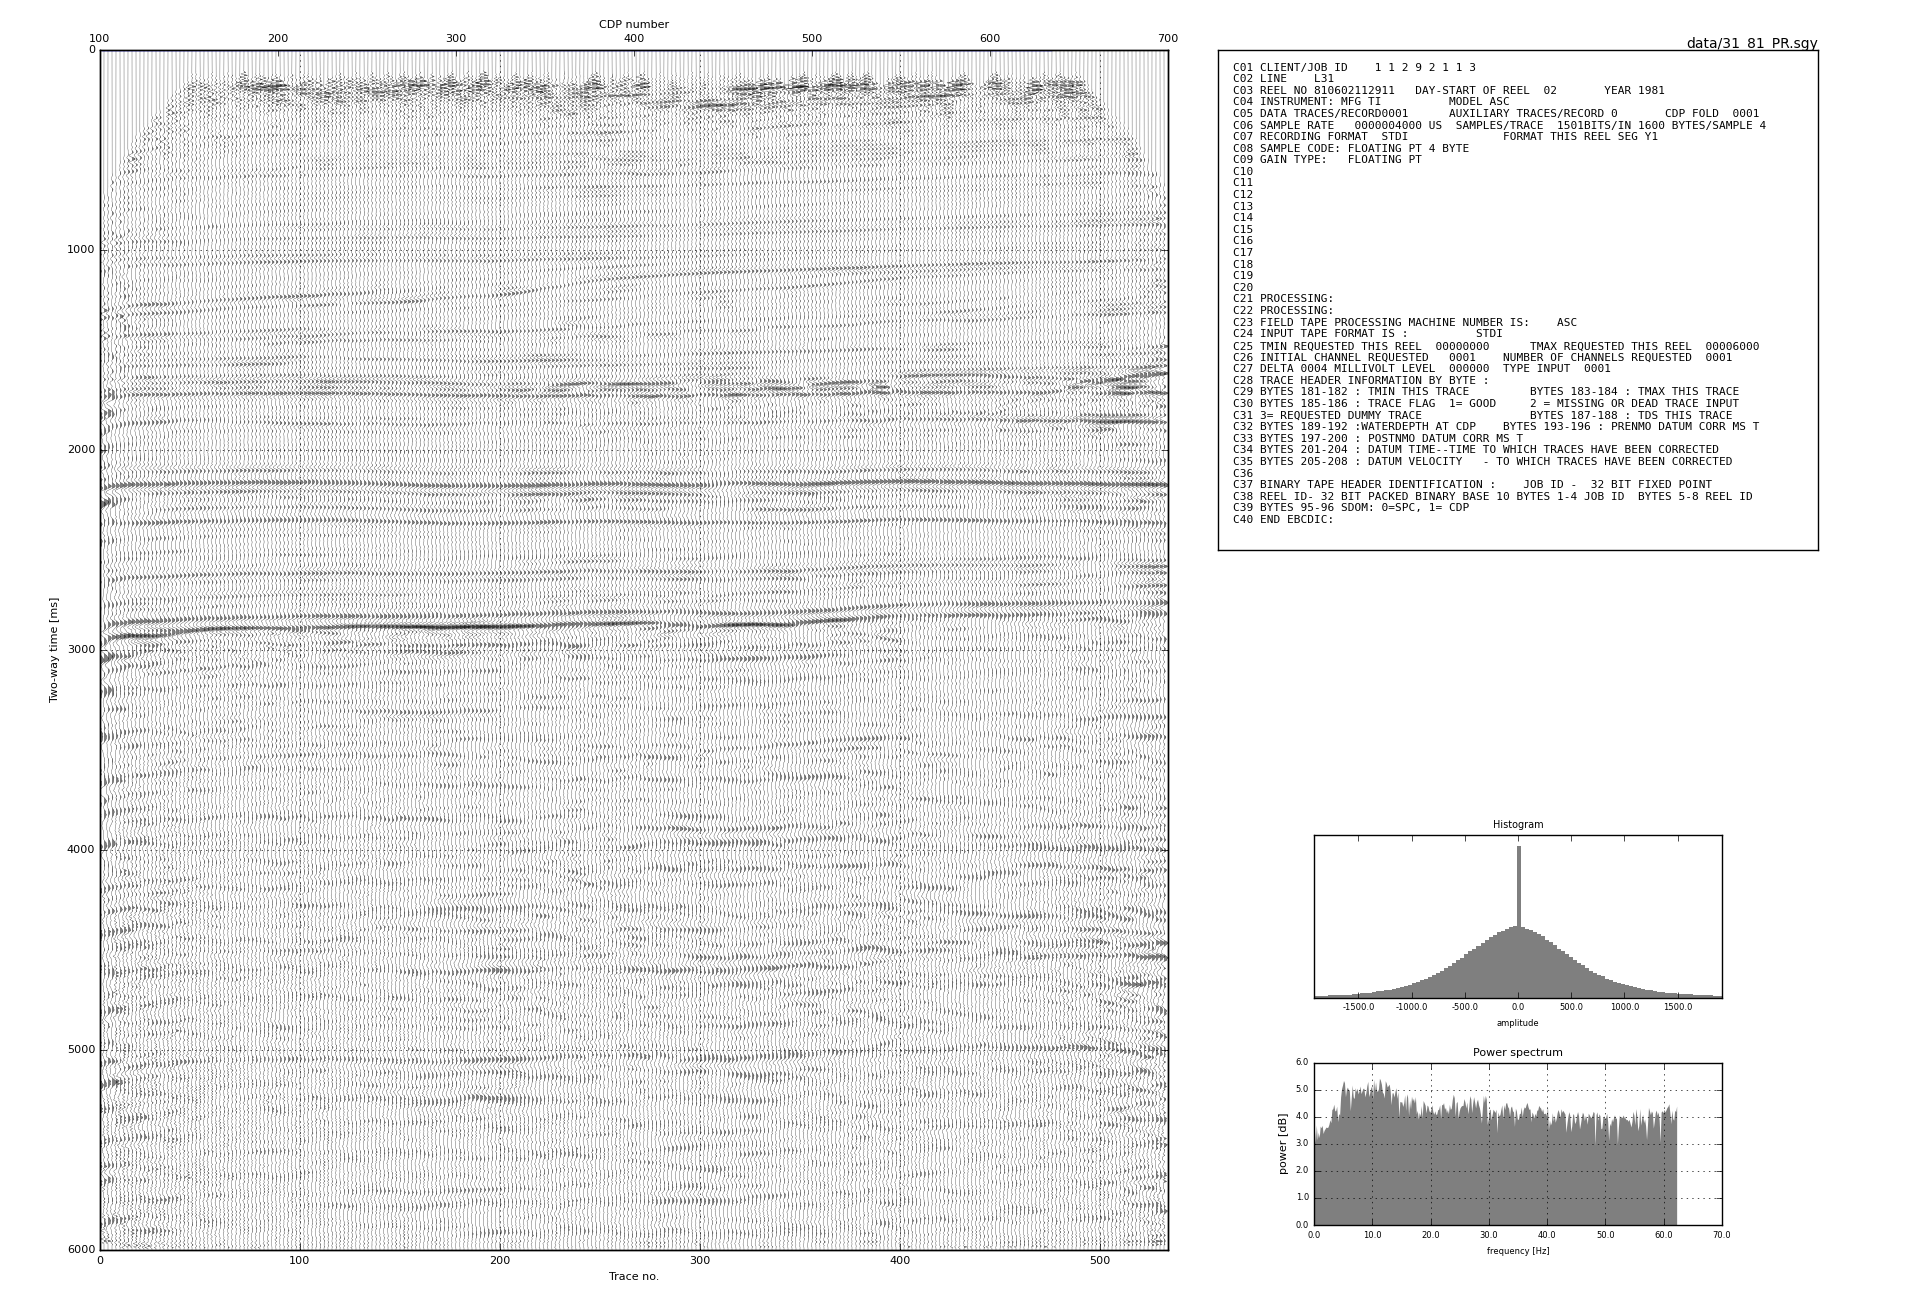 CDP number
100 200 300 400 500 600 700
0
1000
2000
3000
4000
5000
6000
Two-way time [ms]
0 100 200 300 400 500
Trace no.
data/31_81_PR.sgy
C01 CLIENT/JOB ID    1 1 2 9 2 1 1 3
C02 LINE    L31
C03 REEL NO 810602112911   DAY-START OF REEL  02       YEAR 1981
C04 INSTRUMENT: MFG TI          MODEL ASC
C05 DATA TRACES/RECORD0001      AUXILIARY TRACES/RECORD 0       CDP FOLD  0001
C06 SAMPLE RATE   0000004000 US  SAMPLES/TRACE  1501BITS/IN 1600 BYTES/SAMPLE 4
C07 RECORDING FORMAT  STDI              FORMAT THIS REEL SEG Y1
C08 SAMPLE CODE: FLOATING PT 4 BYTE
C09 GAIN TYPE:   FLOATING PT
C10
C11
C12
C13
C14
C15
C16
C17
C18
C19
C20
C21 PROCESSING:
C22 PROCESSING:
C23 FIELD TAPE PROCESSING MACHINE NUMBER IS:    ASC
C24 INPUT TAPE FORMAT IS :          STDI
C25 TMIN REQUESTED THIS REEL  00000000      TMAX REQUESTED THIS REEL  00006000
C26 INITIAL CHANNEL REQUESTED   0001    NUMBER OF CHANNELS REQUESTED  0001
C27 DELTA 0004 MILLIVOLT LEVEL  000000  TYPE INPUT  0001
C28 TRACE HEADER INFORMATION BY BYTE :
C29 BYTES 181-182 : TMIN THIS TRACE         BYTES 183-184 : TMAX THIS TRACE
C30 BYTES 185-186 : TRACE FLAG  1= GOOD     2 = MISSING OR DEAD TRACE INPUT
C31 3= REQUESTED DUMMY TRACE                BYTES 187-188 : TDS THIS TRACE
C32 BYTES 189-192 :WATERDEPTH AT CDP    BYTES 193-196 : PRENMO DATUM CORR MS T
C33 BYTES 197-200 : POSTNMO DATUM CORR MS T
C34 BYTES 201-204 : DATUM TIME--TIME TO WHICH TRACES HAVE BEEN CORRECTED
C35 BYTES 205-208 : DATUM VELOCITY   - TO WHICH TRACES HAVE BEEN CORRECTED
C36
C37 BINARY TAPE HEADER IDENTIFICATION :    JOB ID -  32 BIT FIXED POINT
C38 REEL ID- 32 BIT PACKED BINARY BASE 10 BYTES 1-4 JOB ID  BYTES 5-8 REEL ID
C39 BYTES 95-96 SDOM: 0=SPC, 1= CDP
C40 END EBCDIC:
Histogram
-1500.0 -1000.0 -500.0 0.0 500.0 1000.0 1500.0
amplitude
Power spectrum
6.0
5.0
4.0
3.0
2.0
1.0
0.0
power [dB]
0.0 10.0 20.0 30.0 40.0 50.0 60.0 70.0
frequency [Hz]